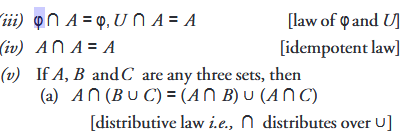 (iii) φ ∩ A = φ, U ∩ A = A [law of φ and U]
(iv) A ∩ A = A [idempotent law]
(v) If A, B and C are any three sets, then
(a) A ∩ (B ∪ C) = (A ∩ B) ∪ (A ∩ C)
[distributive law i.e., ∩ distributes over ∪]